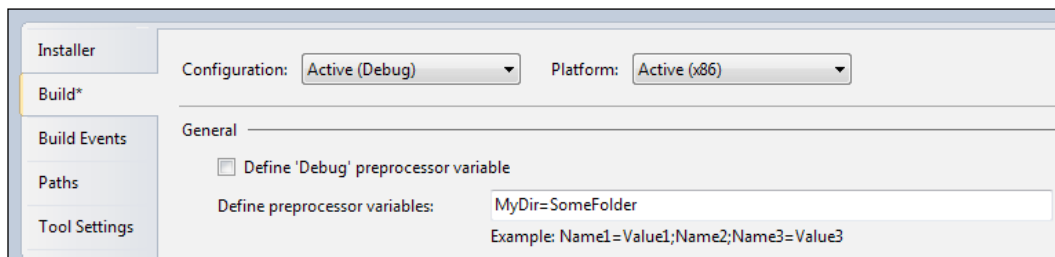 Installer
Build*
Build Events
Paths
Tool Settings
Configuration: Active (Debug) Platform: Active (x86)
General
Define 'Debug' preprocessor variable
Define preprocessor variables: MyDir=SomeFolder
Example: Name1=Value1;Name2;Name3=Value3